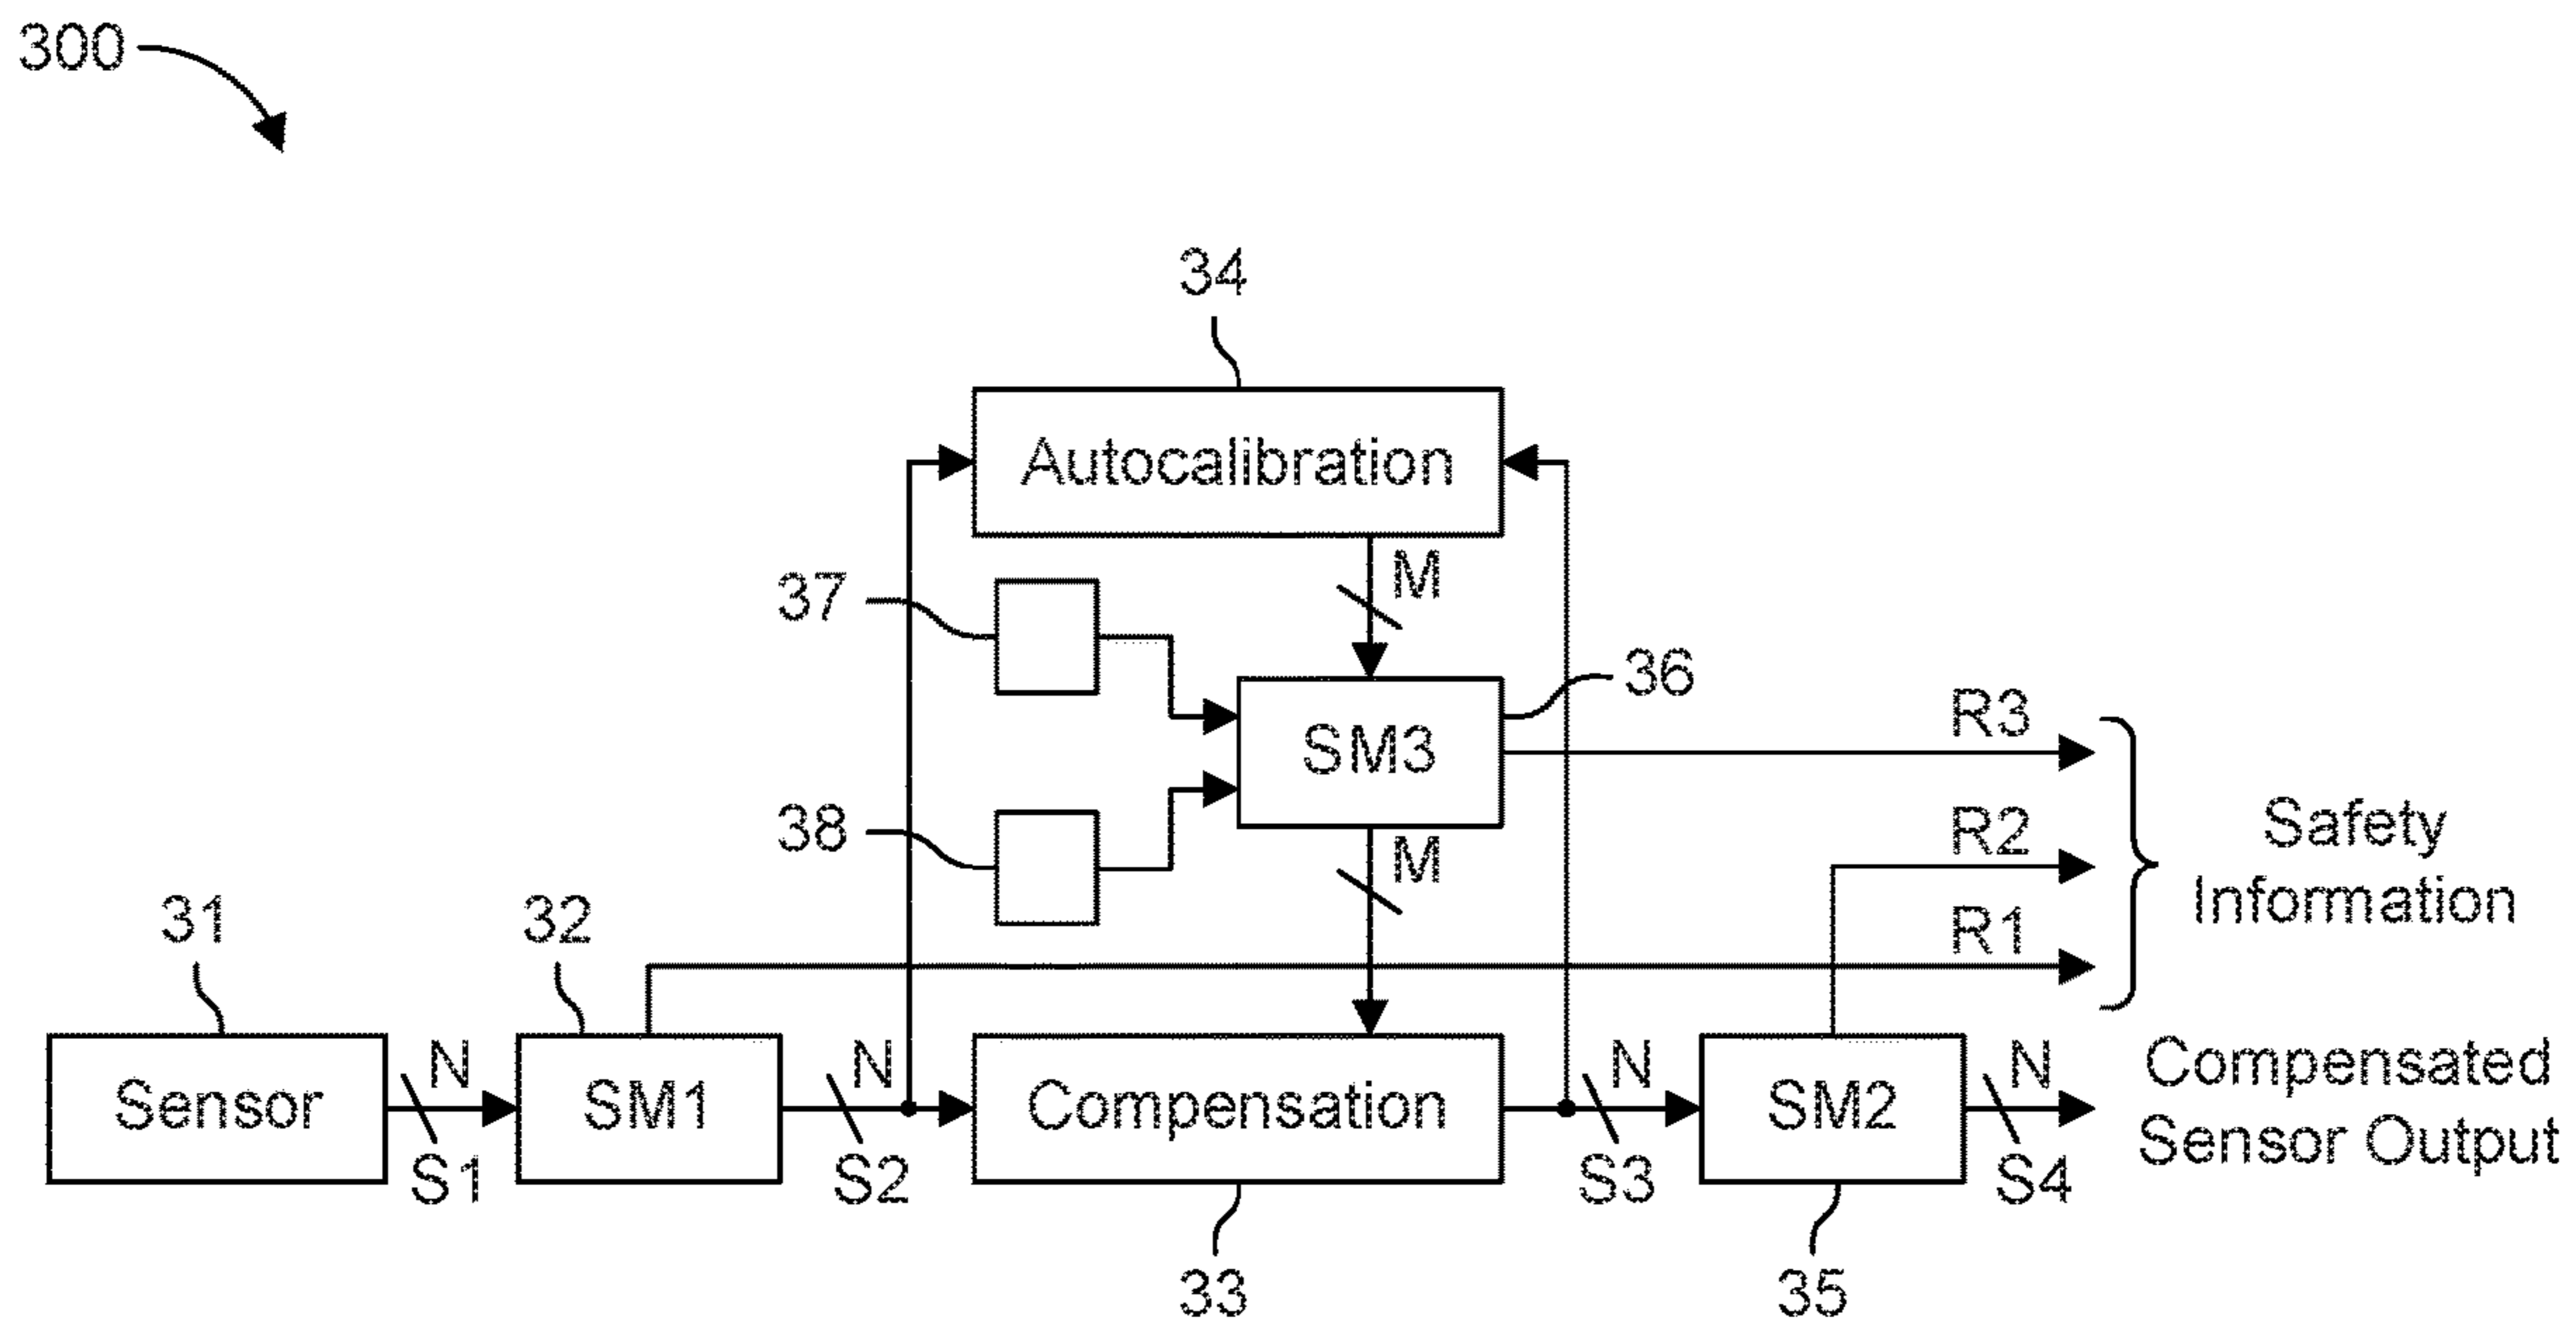 300
34
Autocalibration
M
37
36
SM3
R3
38
M
R2
Safety
Information
R1
31
32
Sensor
N
S1
SM1
N
S2
Compensation
N
S3
SM2
N
S4
Compensated
Sensor Output
33
35